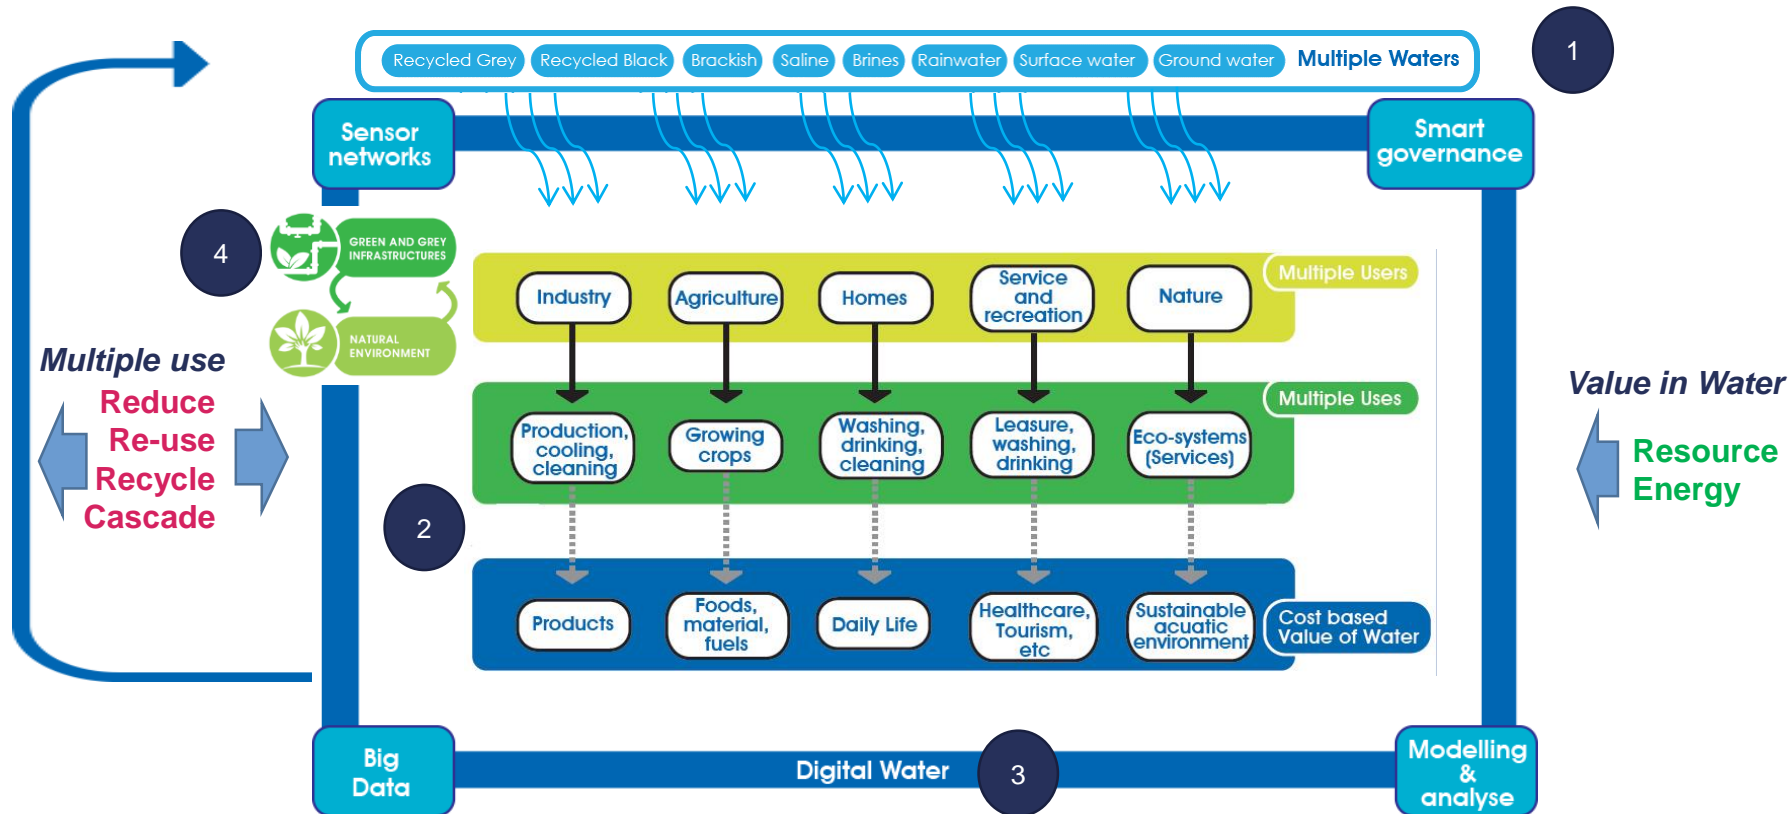 Recycled Grey
Recycled Black
Brackish
Saline
Brines
Rainwater
Surface water
Ground water
Multiple Waters
1
Sensor
networks
Smart
governance
4
GREEN AND GREY
INFRASTRUCTURES
NATURAL
ENVIRONMENT
Multiple Users
Industry
Agriculture
Homes
Service
and
recreation
Nature
Multiple use
Reduce
Re-use
Recycle
Cascade
Value in Water
Resource
Energy
Multiple Uses
Production,
cooling,
cleaning
Growing
crops
Washing,
drinking,
cleaning
Leasure,
washing,
drinking
Eco-systems
(Services)
2
Products
Foods,
material,
fuels
Daily Life
Healthcare,
Tourism,
etc
Sustainable
acuatic
environment
Cost based
Value of Water
Big
Data
Digital Water
3
Modelling
&
analyse